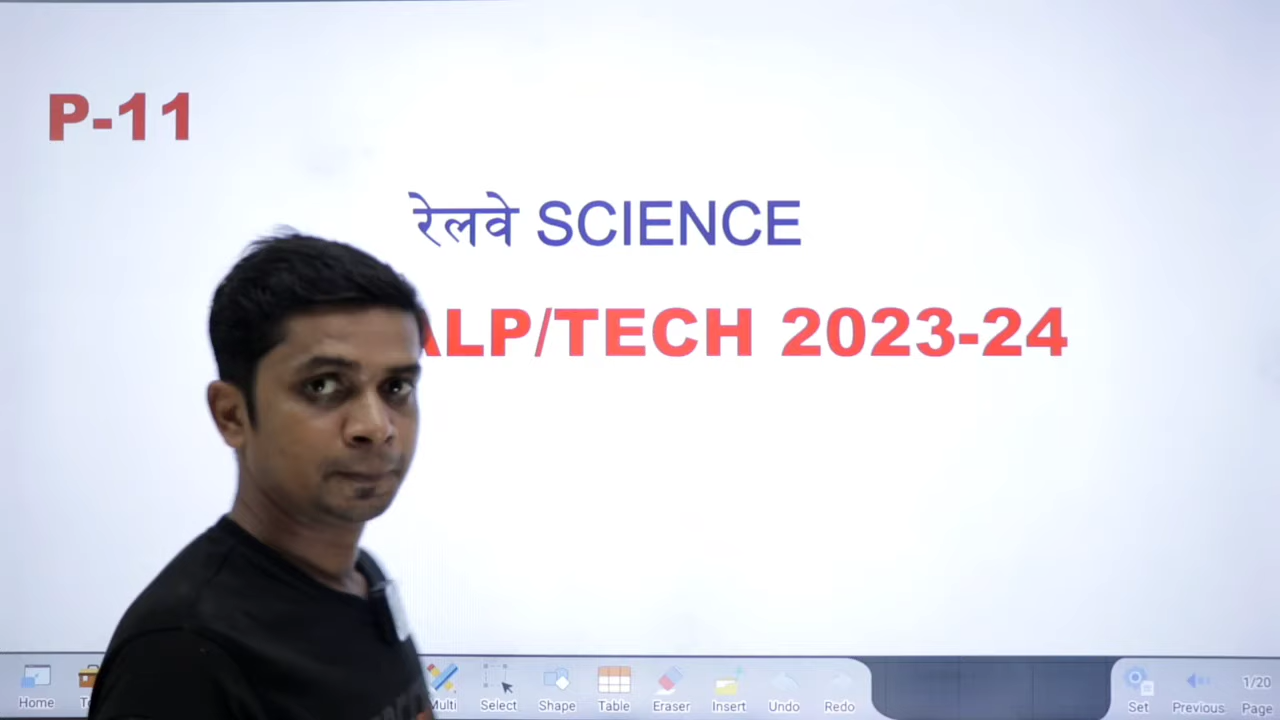 P-11
रेलवे SCIENCE
ALP/TECH 2023-24
Home
Multi
Select
Shape
Table
Eraser
Insert
Undo
Redo
Set
Previous
1/20
Page